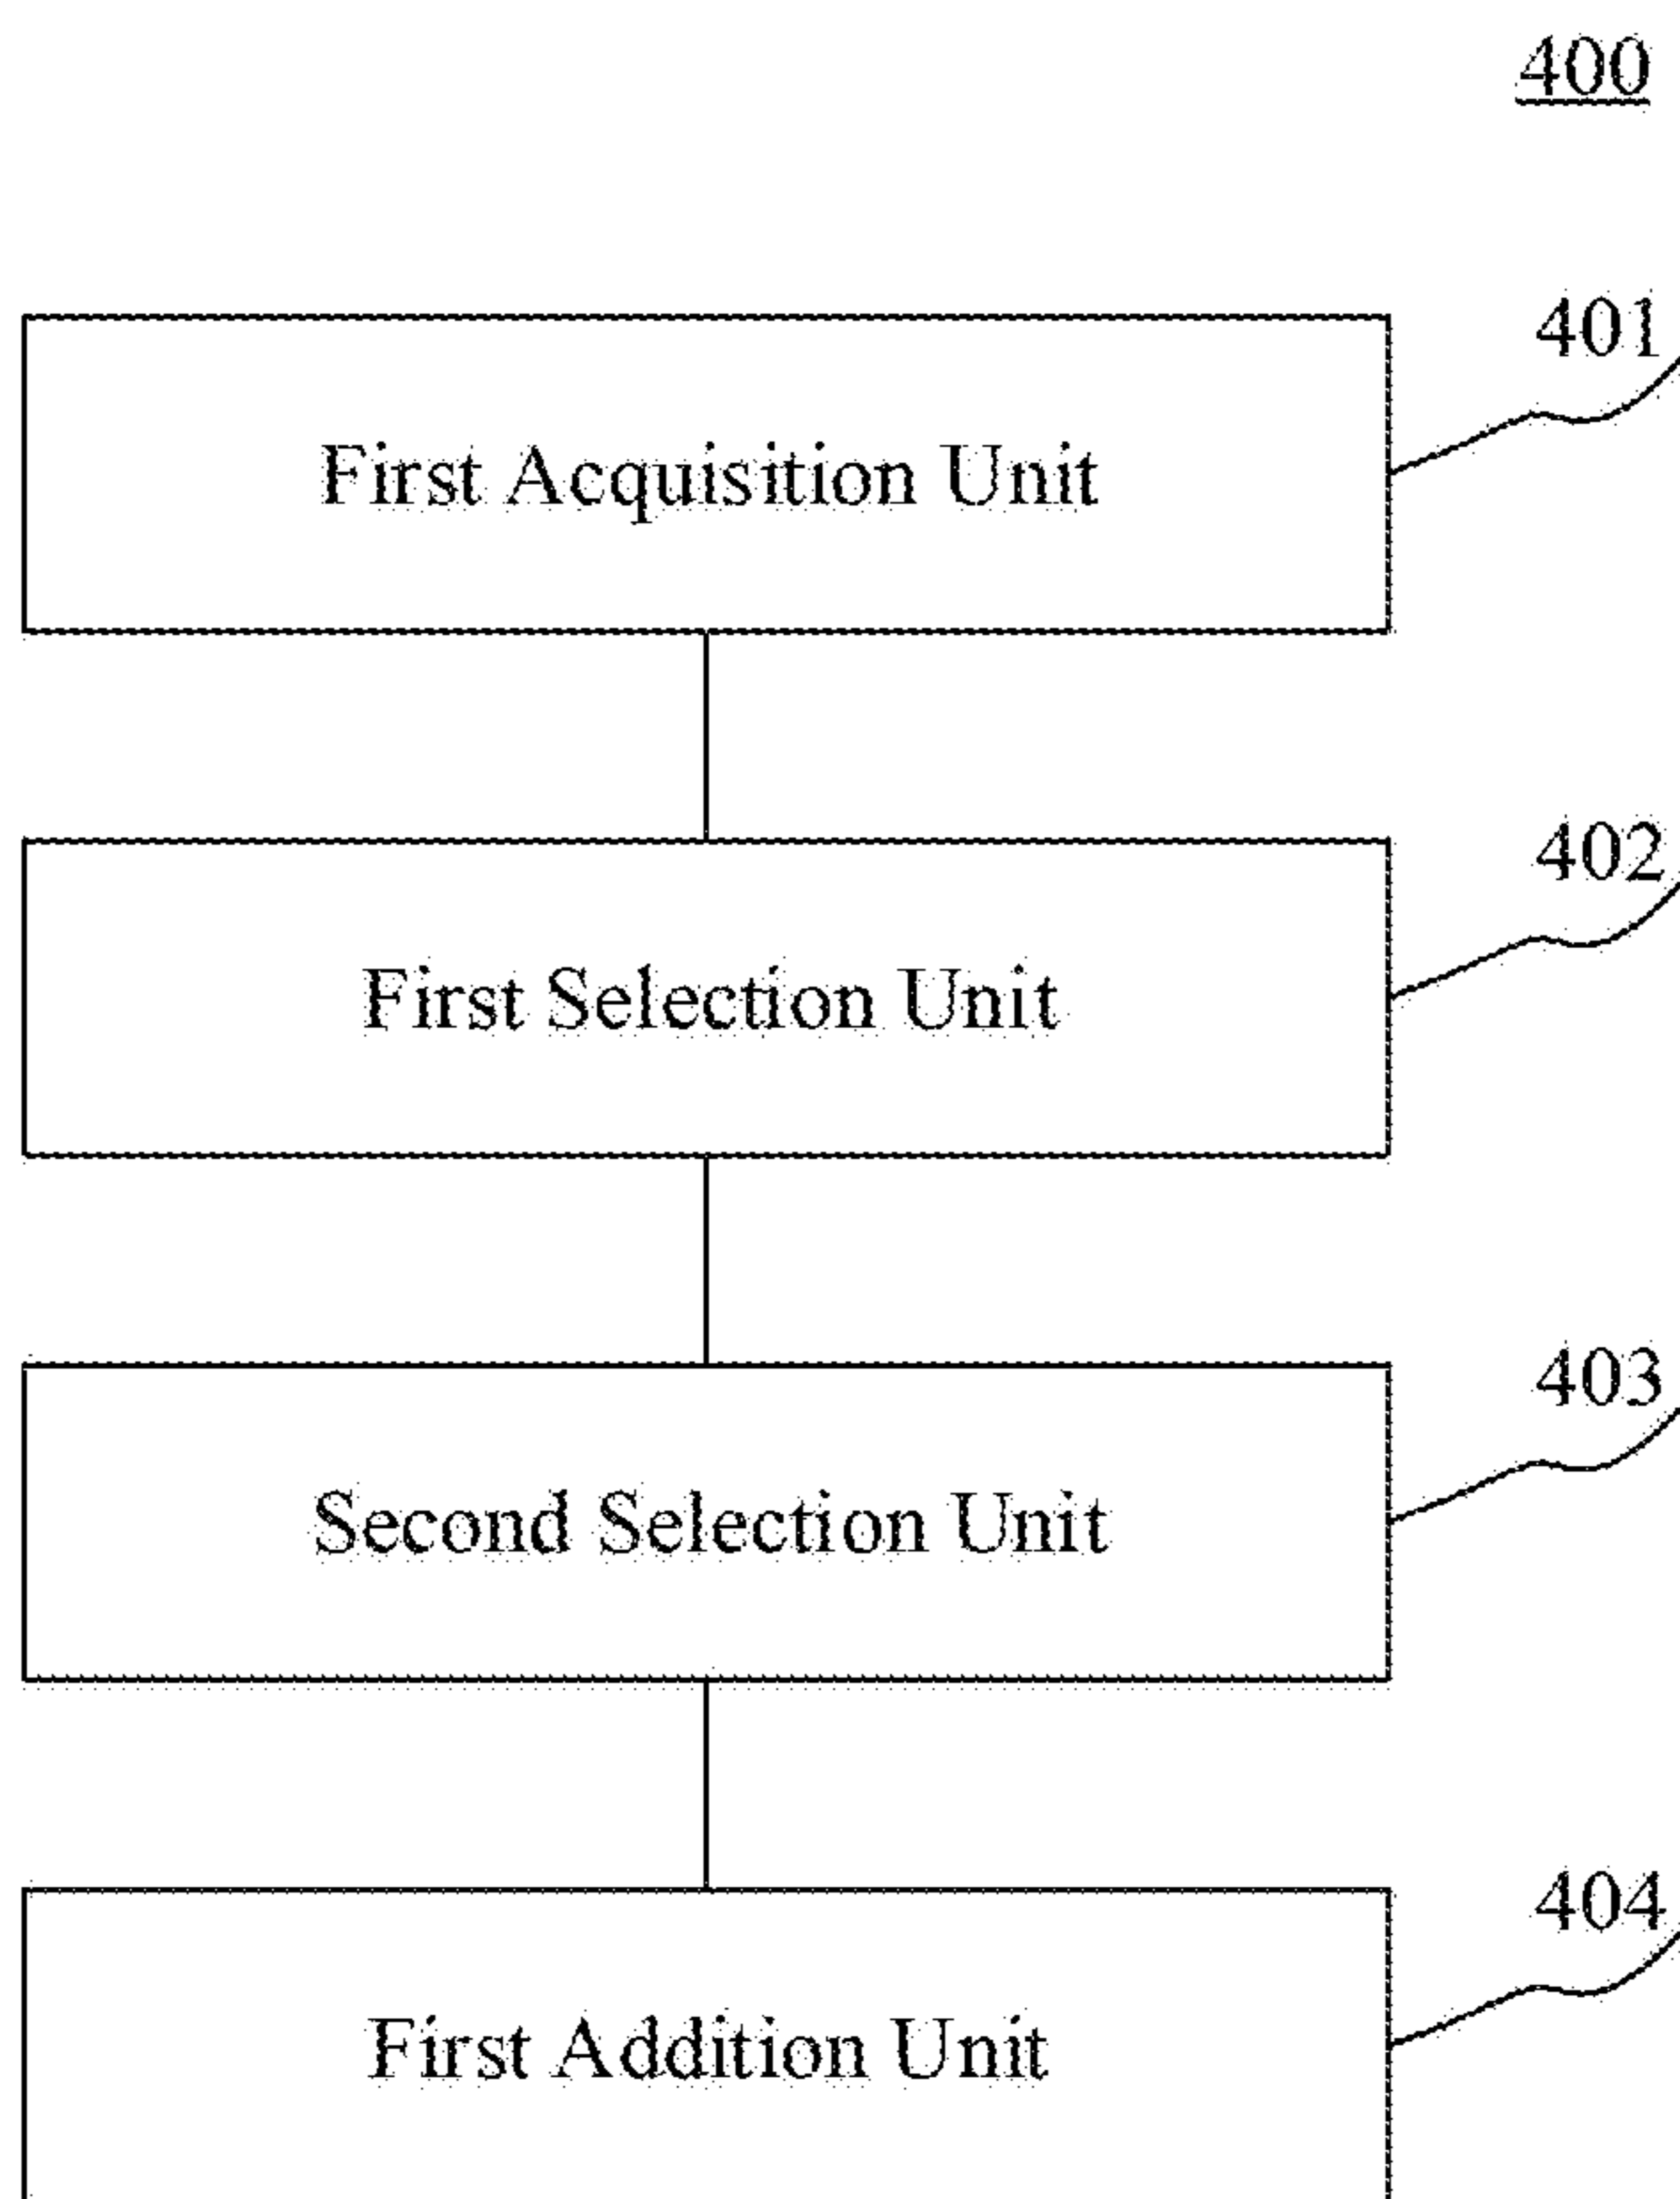 400
401
First Acquisition Unit
402
First Selection Unit
403
Second Selection Unit
404
First Addition Unit